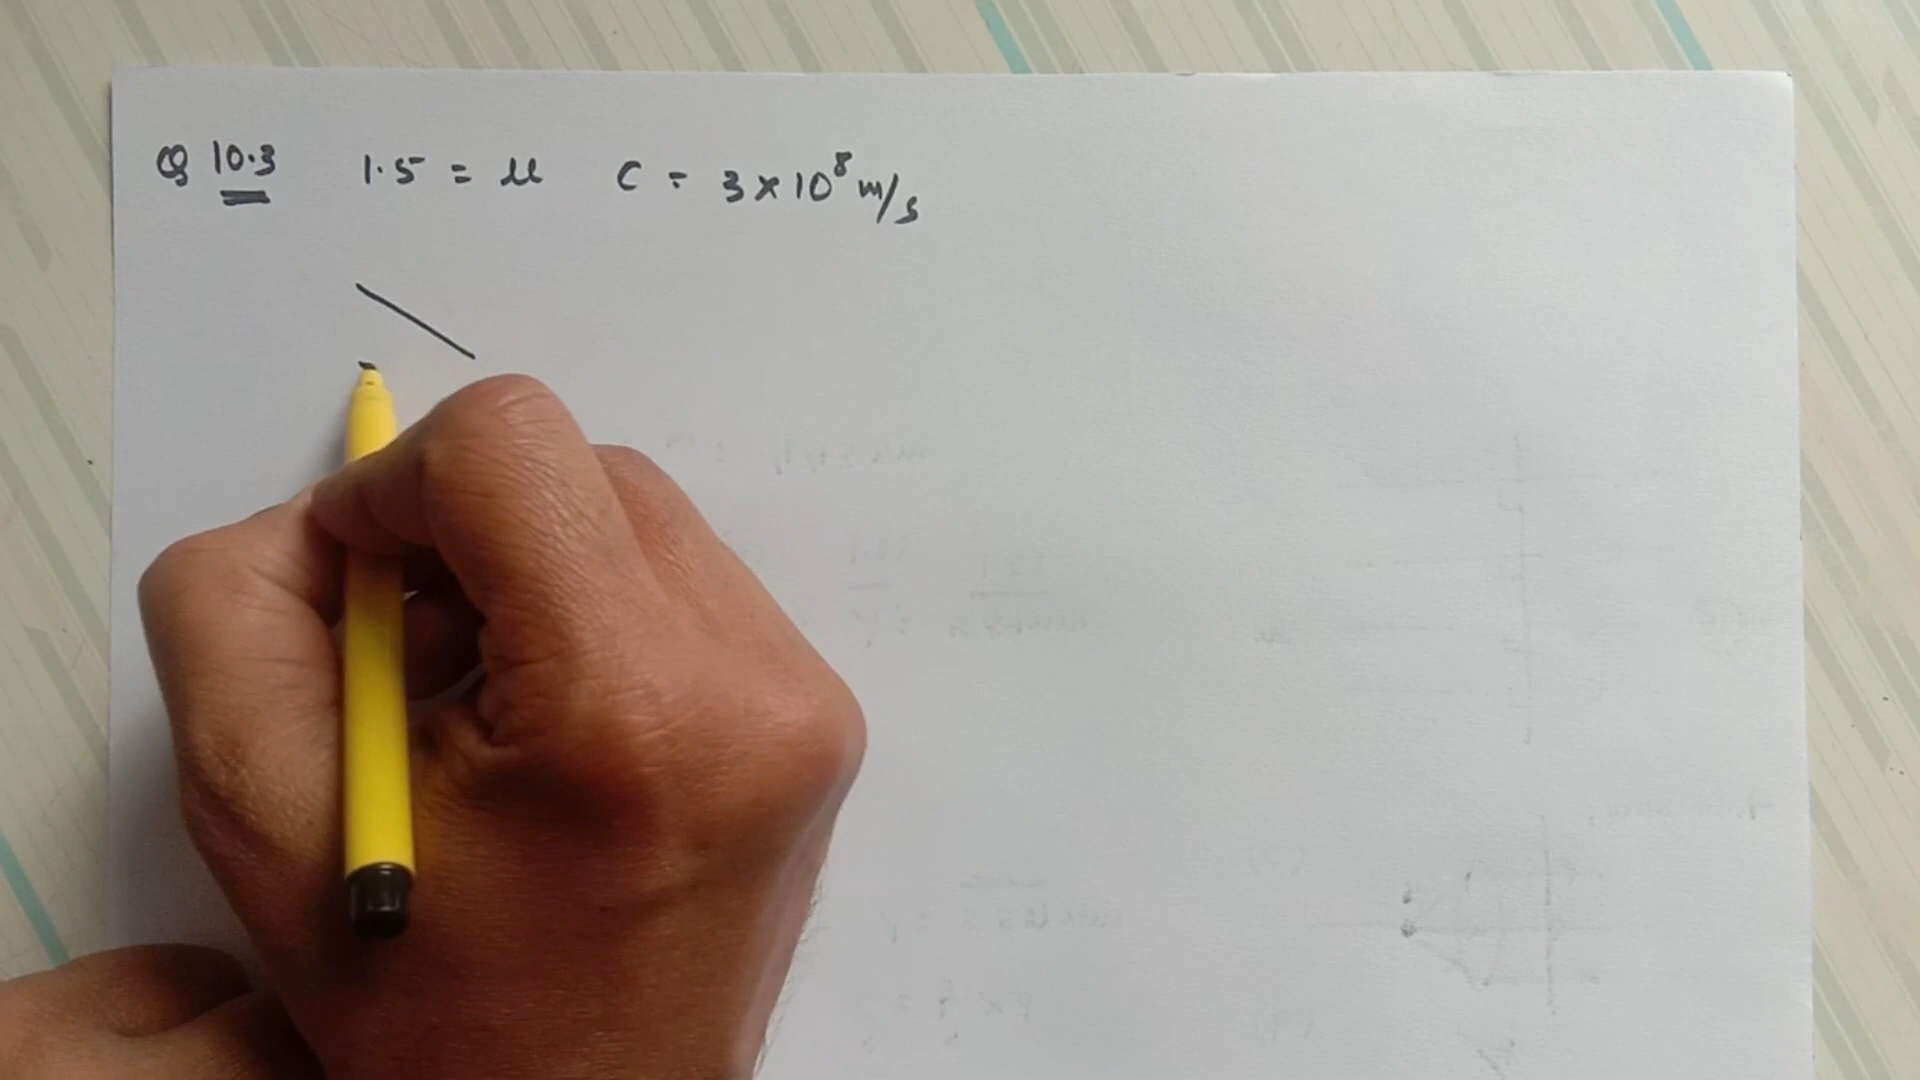 Q 10.3 1.5 = μ C = 3 × 10⁸ m/s